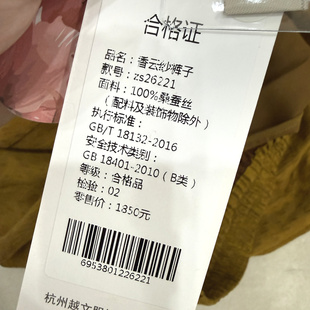 合格证
品名：香云纱裤子
款号：zs26221
面料：100%桑蚕丝
（配料及装饰物除外）
执行标准：
GB/T 18132-2016
安全技术类别：
GB 18401-2010（B类）
等级：合格品
检验：02
零售价：1350元
6953801226221
杭州越文服